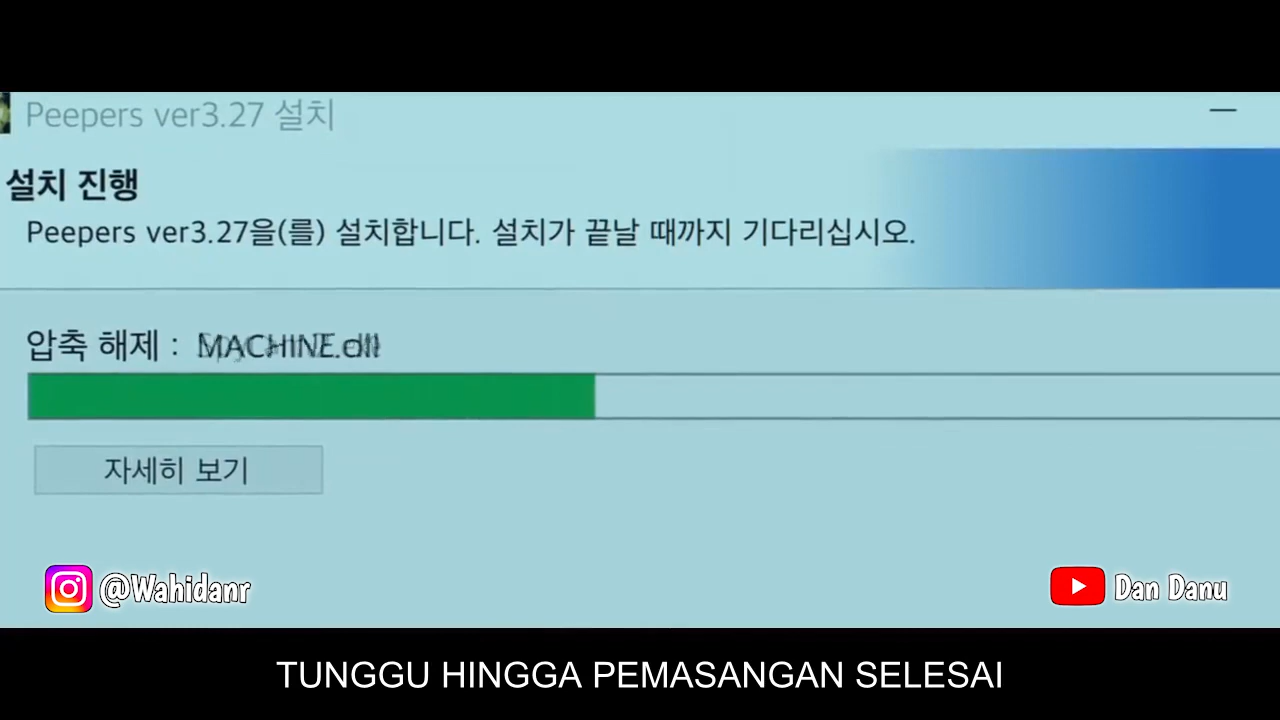 Peepers ver3.27 설치
설치 진행
Peepers ver3.27을(를) 설치합니다. 설치가 끝날 때까지 기다리십시오.
압축 해제 : MACHINE.dll
자세히 보기
@Wahidanr
Dan Danu
TUNGGU HINGGA PEMASANGAN SELESAI